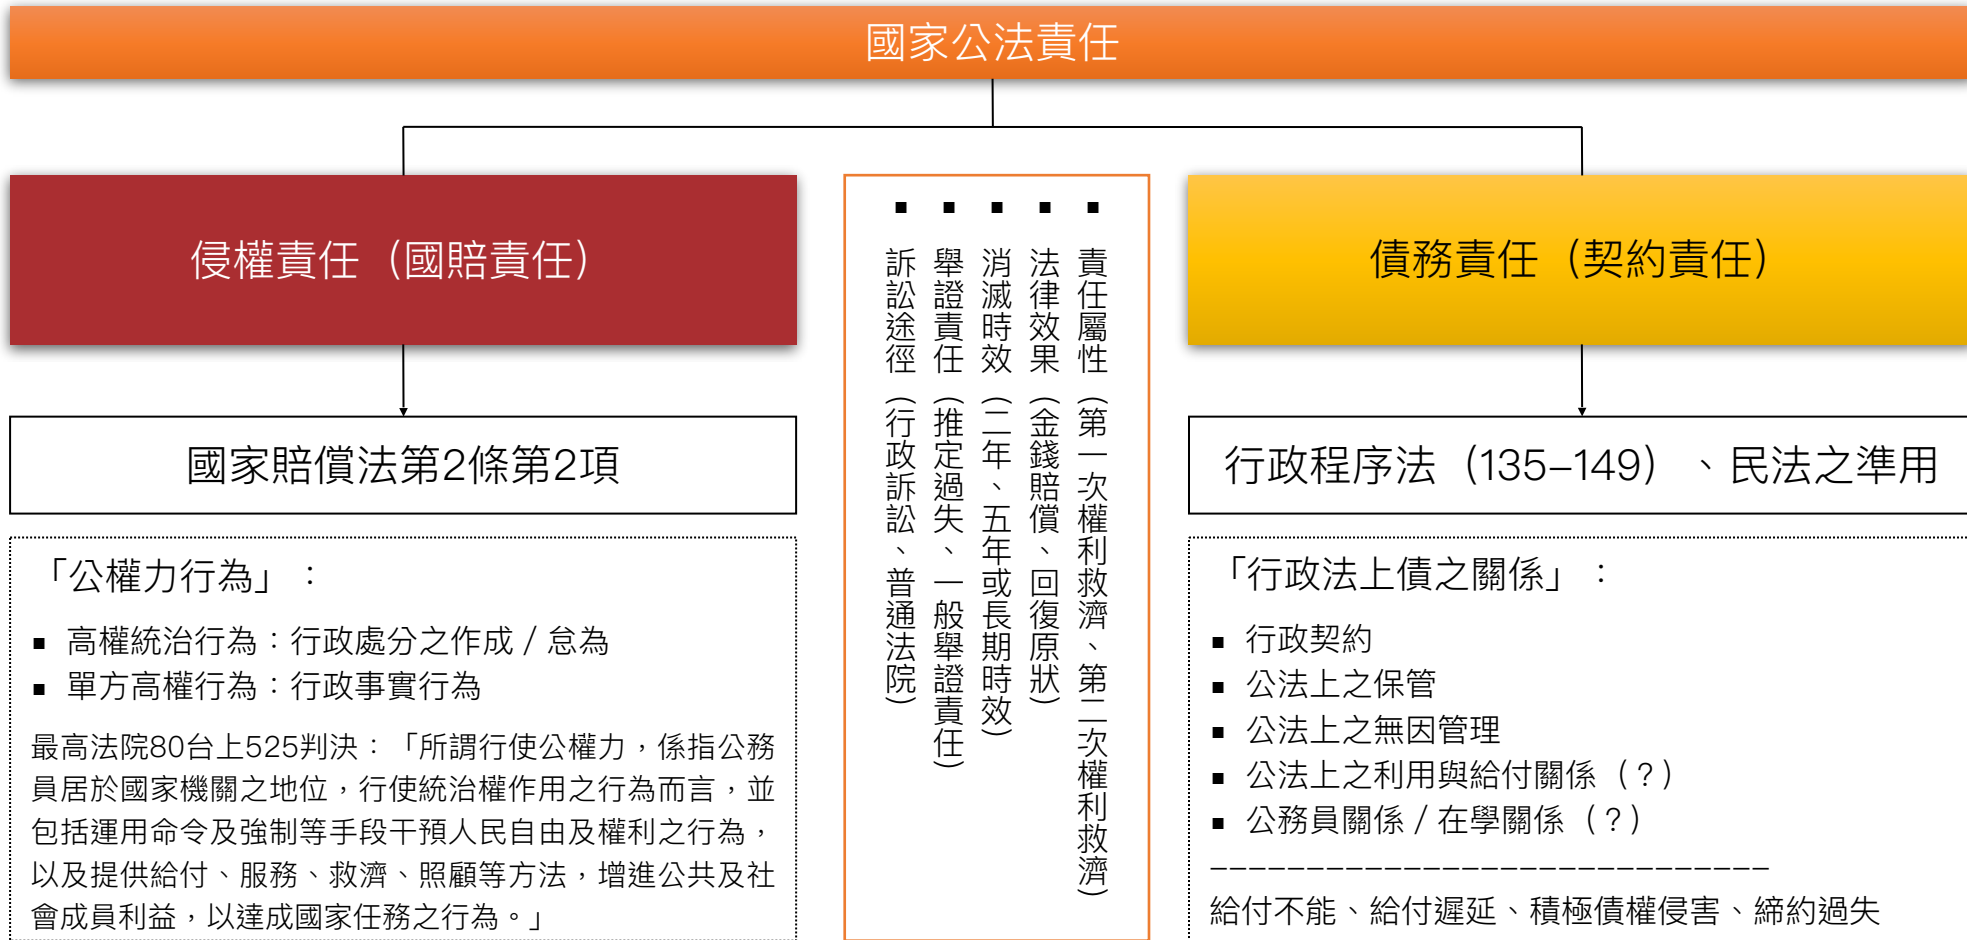 國家公法責任
侵權責任（國賠責任）
國家賠償法第2條第2項
「公權力行為」：
▪ 高權統治行為：行政處分之作成／怠為
▪ 單方高權行為：行政事實行為
最高法院80台上525判決：「所謂行使公權力，係指公務
員居於國家機關之地位，行使統治權作用之行為而言，並
包括運用命令及強制等手段干預人民自由及權利之行為，
以及提供給付、服務、救濟、照顧等方法，增進公共及社
會成員利益，以達成國家任務之行為。」
▪ 責任屬性（第一次權利救濟、第二次權利救濟）
▪ 法律效果（金錢賠償、回復原狀）
▪ 消滅時效（二年、五年或長期時效）
▪ 舉證責任（推定過失、一般舉證責任）
▪ 訴訟途徑（行政訴訟、普通法院）
債務責任（契約責任）
行政程序法（135–149）、民法之準用
「行政法上債之關係」：
▪ 行政契約
▪ 公法上之保管
▪ 公法上之無因管理
▪ 公法上之利用與給付關係（？）
▪ 公務員關係／在學關係（？）
–––––––––––––––––––––––––––––
給付不能、給付遲延、積極債權侵害、締約過失